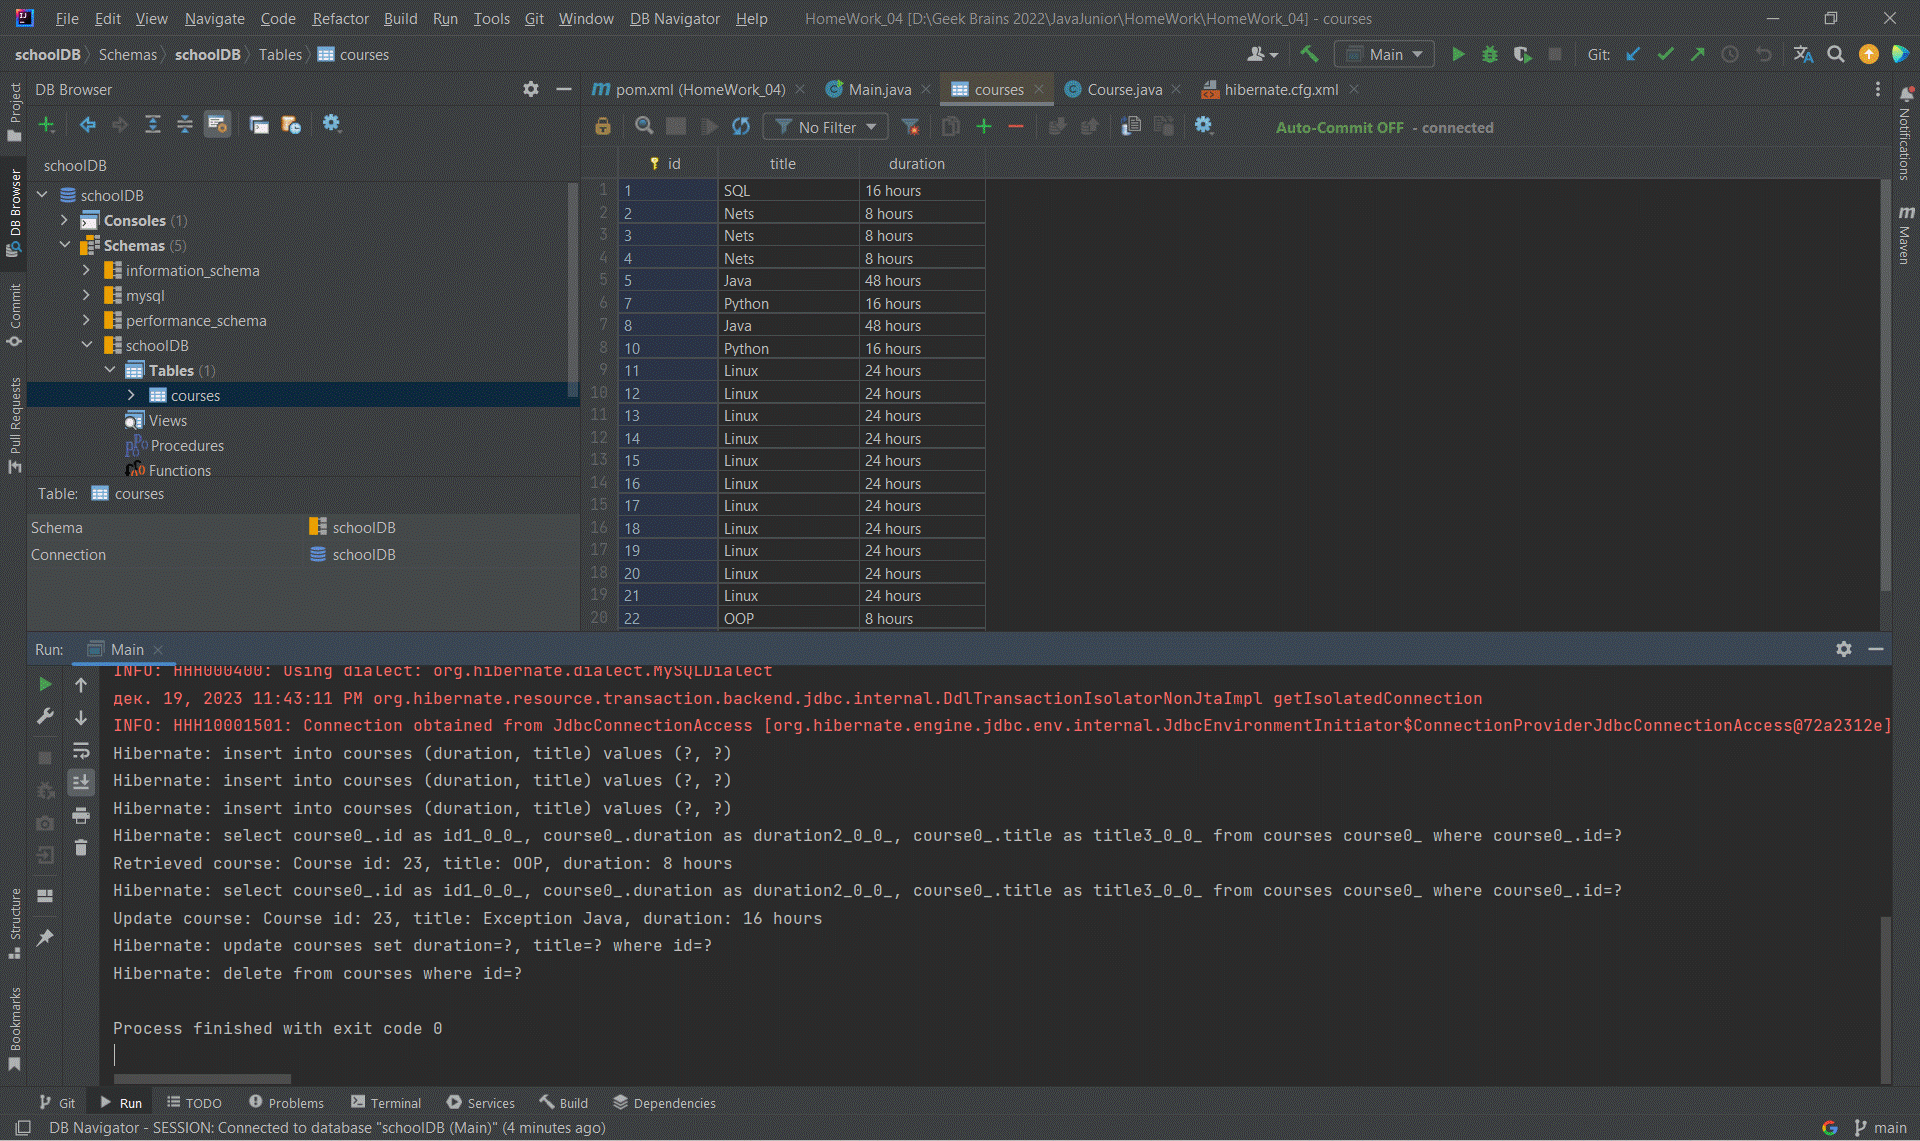 File Edit View Navigate Code Refactor Build Run Tools Git Window DB Navigator Help HomeWork_04 [D:\Geek Brains 2022\JavaJunior\HomeWork\HomeWork_04] - courses
schoolDB Schemas schoolDB Tables courses Main Git:
DB Browser pom.xml (HomeWork_04) Main.java courses Course.java hibernate.cfg.xml
No Filter Auto-Commit OFF - connected
schoolDB
id title duration
schoolDB
Consoles (1)
Schemas (5)
information_schema
mysql
performance_schema
schoolDB
Tables (1)
courses
Views
Procedures
Functions
Table: courses
Schema schoolDB
Connection schoolDB
1 1 SQL 16 hours
2 2 Nets 8 hours
3 3 Nets 8 hours
4 4 Nets 8 hours
5 5 Java 48 hours
6 7 Python 16 hours
7 8 Java 48 hours
8 10 Python 16 hours
9 11 Linux 24 hours
10 12 Linux 24 hours
11 13 Linux 24 hours
12 14 Linux 24 hours
13 15 Linux 24 hours
14 16 Linux 24 hours
15 17 Linux 24 hours
16 18 Linux 24 hours
17 19 Linux 24 hours
18 20 Linux 24 hours
19 21 Linux 24 hours
20 22 OOP 8 hours
Project
DB Browser
Commit
Pull Requests
Structure
Bookmarks
Notifications
Maven
Run: Main
INFO: HHH000400: Using dialect: org.hibernate.dialect.MySQLDialect
дек. 19, 2023 11:43:11 PM org.hibernate.resource.transaction.backend.jdbc.internal.DdlTransactionIsolatorNonJtaImpl getIsolatedConnection
INFO: HHH10001501: Connection obtained from JdbcConnectionAccess [org.hibernate.engine.jdbc.env.internal.JdbcEnvironmentInitiator$ConnectionProviderJdbcConnectionAccess@72a2312e]
Hibernate: insert into courses (duration, title) values (?, ?)
Hibernate: insert into courses (duration, title) values (?, ?)
Hibernate: insert into courses (duration, title) values (?, ?)
Hibernate: select course0_.id as id1_0_0_, course0_.duration as duration2_0_0_, course0_.title as title3_0_0_ from courses course0_ where course0_.id=?
Retrieved course: Course id: 23, title: OOP, duration: 8 hours
Hibernate: select course0_.id as id1_0_0_, course0_.duration as duration2_0_0_, course0_.title as title3_0_0_ from courses course0_ where course0_.id=?
Update course: Course id: 23, title: Exception Java, duration: 16 hours
Hibernate: update courses set duration=?, title=? where id=?
Hibernate: delete from courses where id=?
Process finished with exit code 0
Git Run TODO Problems Terminal Services Build Dependencies
DB Navigator - SESSION: Connected to database "schoolDB (Main)" (4 minutes ago) main